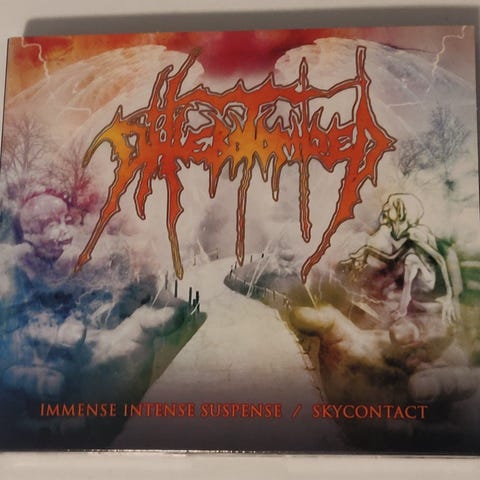 PHLEBOTOMIZED
IMMENSE INTENSE SUSPENSE / SKYCONTACT